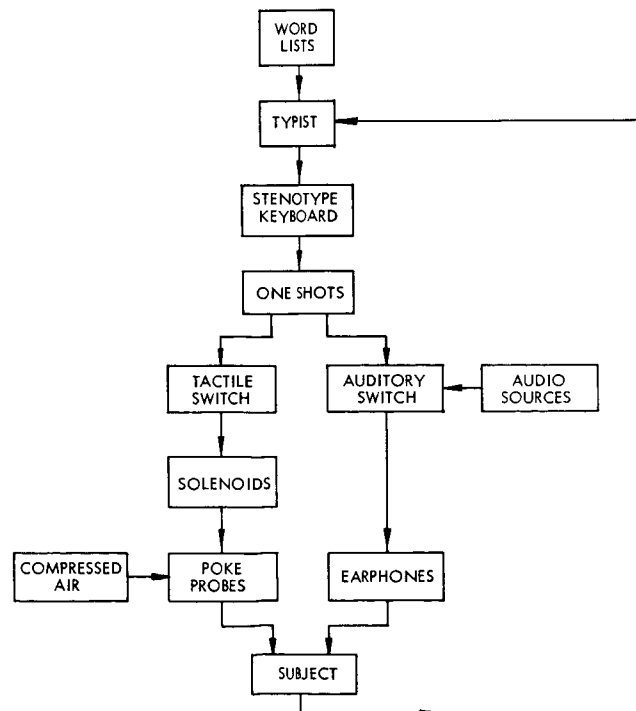 WORD
LISTS
TYPIST
STENOTYPE
KEYBOARD
ONE SHOTS
TACTILE
SWITCH
AUDITORY
SWITCH
AUDIO
SOURCES
SOLENOIDS
COMPRESSED
AIR
POKE
PROBES
EARPHONES
SUBJECT